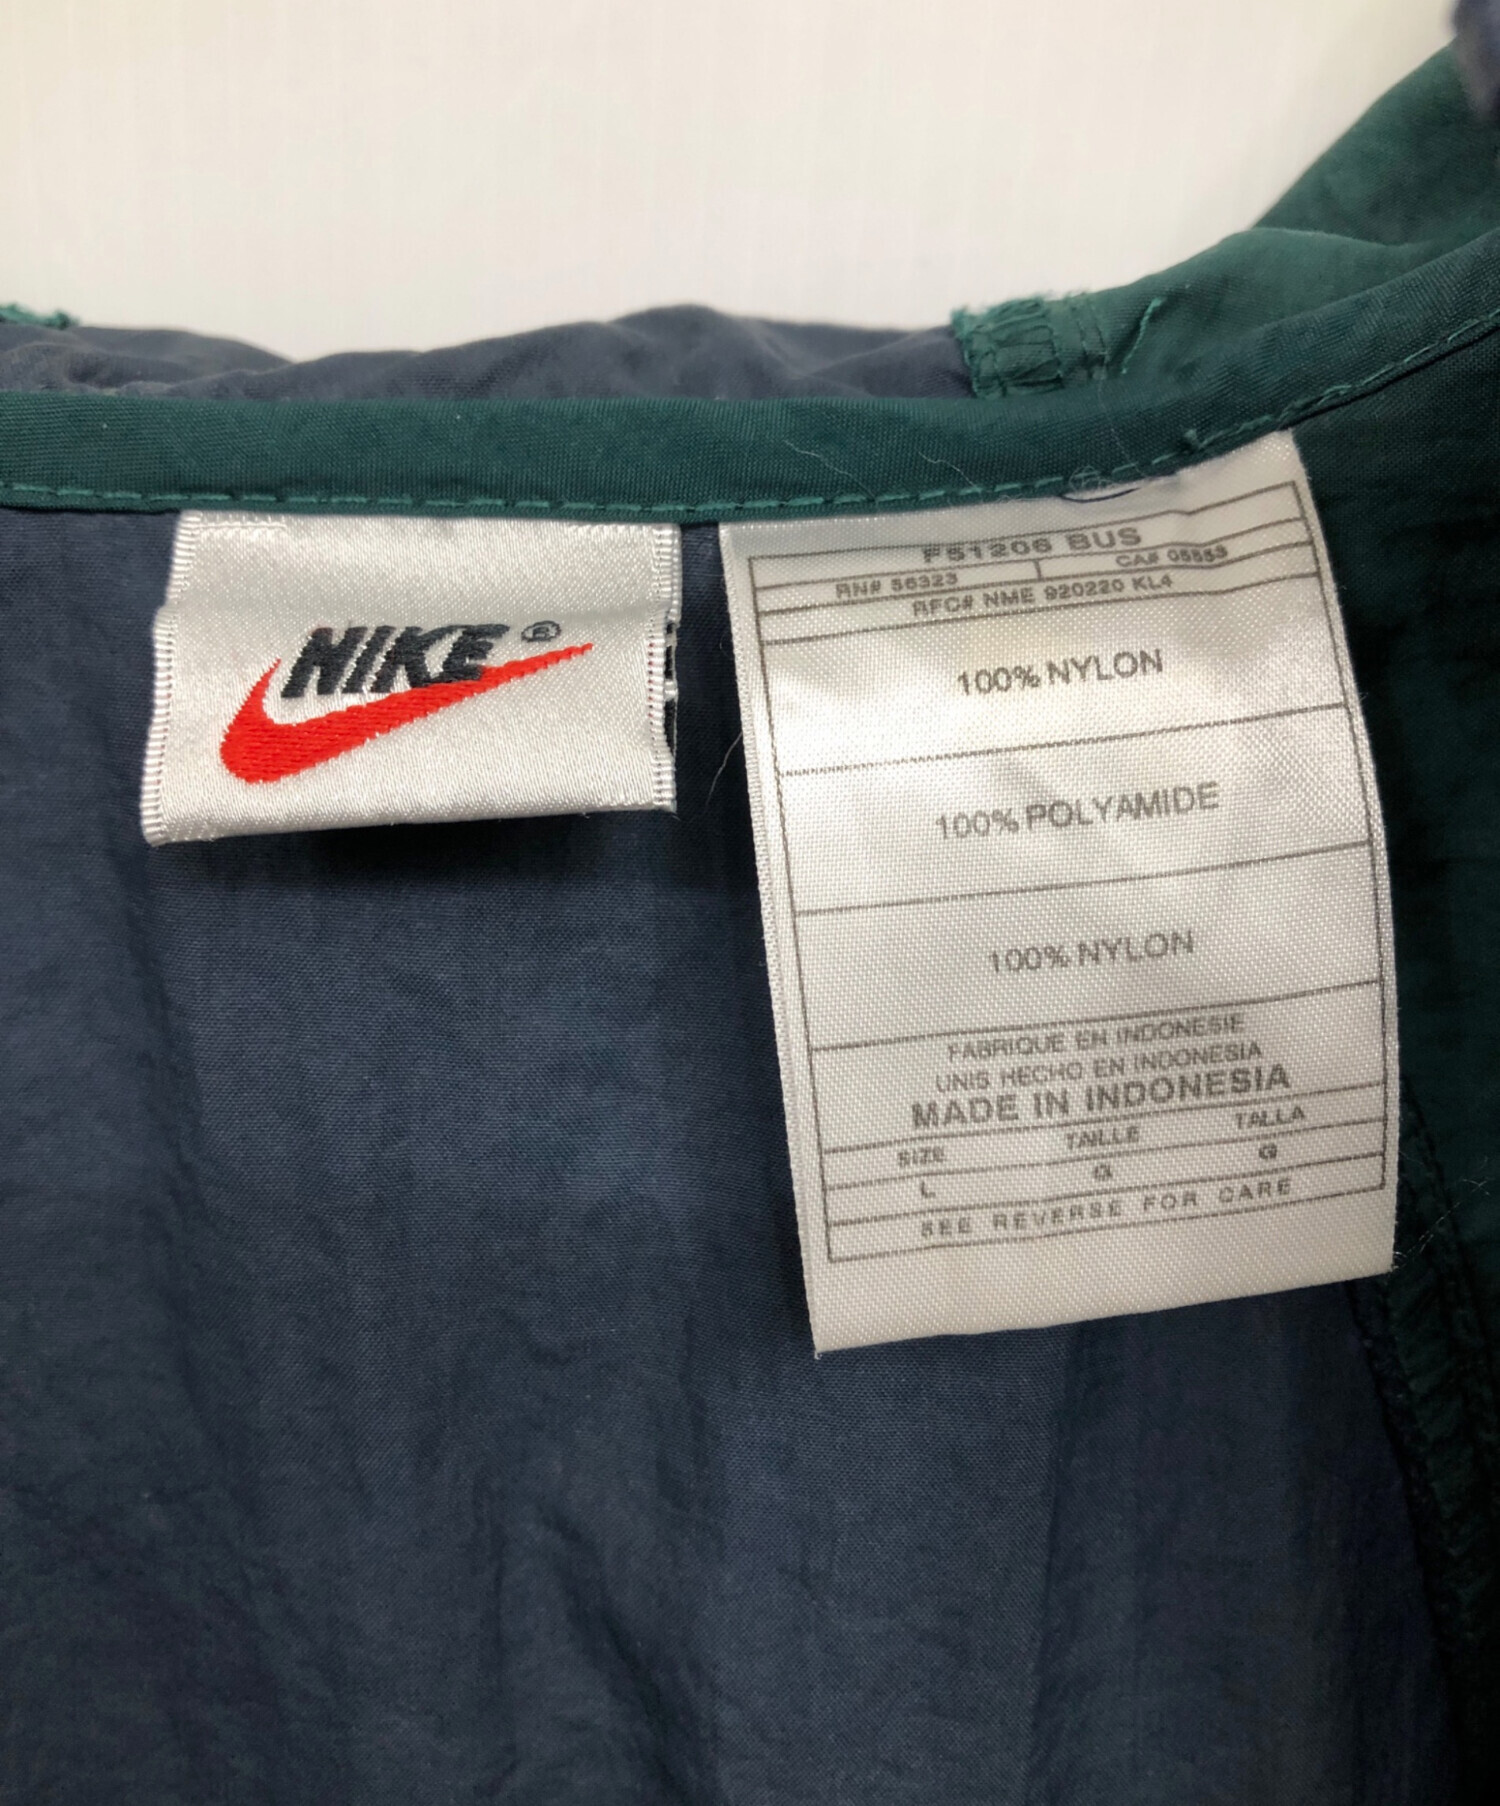 NIKE ®
F51206 BUS
RN# 56323 CA# 05553
RFC# NME 920220 KL4
100% NYLON
100% POLYAMIDE
100% NYLON
FABRIQUE EN INDONESIE
UNIS HECHO EN INDONESIA
MADE IN INDONESIA
SIZE TAILLE TALLA
L G G
SEE REVERSE FOR CARE